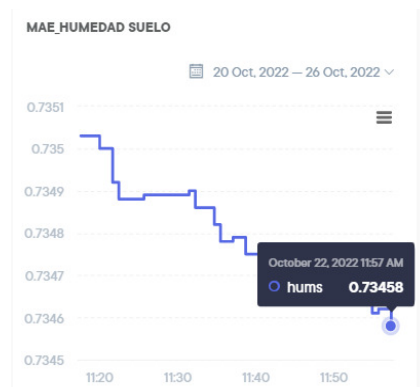 MAE_HUMEDAD SUELO
20 Oct, 2022 — 26 Oct, 2022
0.7351
0.735
0.7349
0.7348
0.7347
0.7346
0.7345
October 22, 2022 11:57 AM
hums 0.73458
11:20 11:30 11:40 11:50